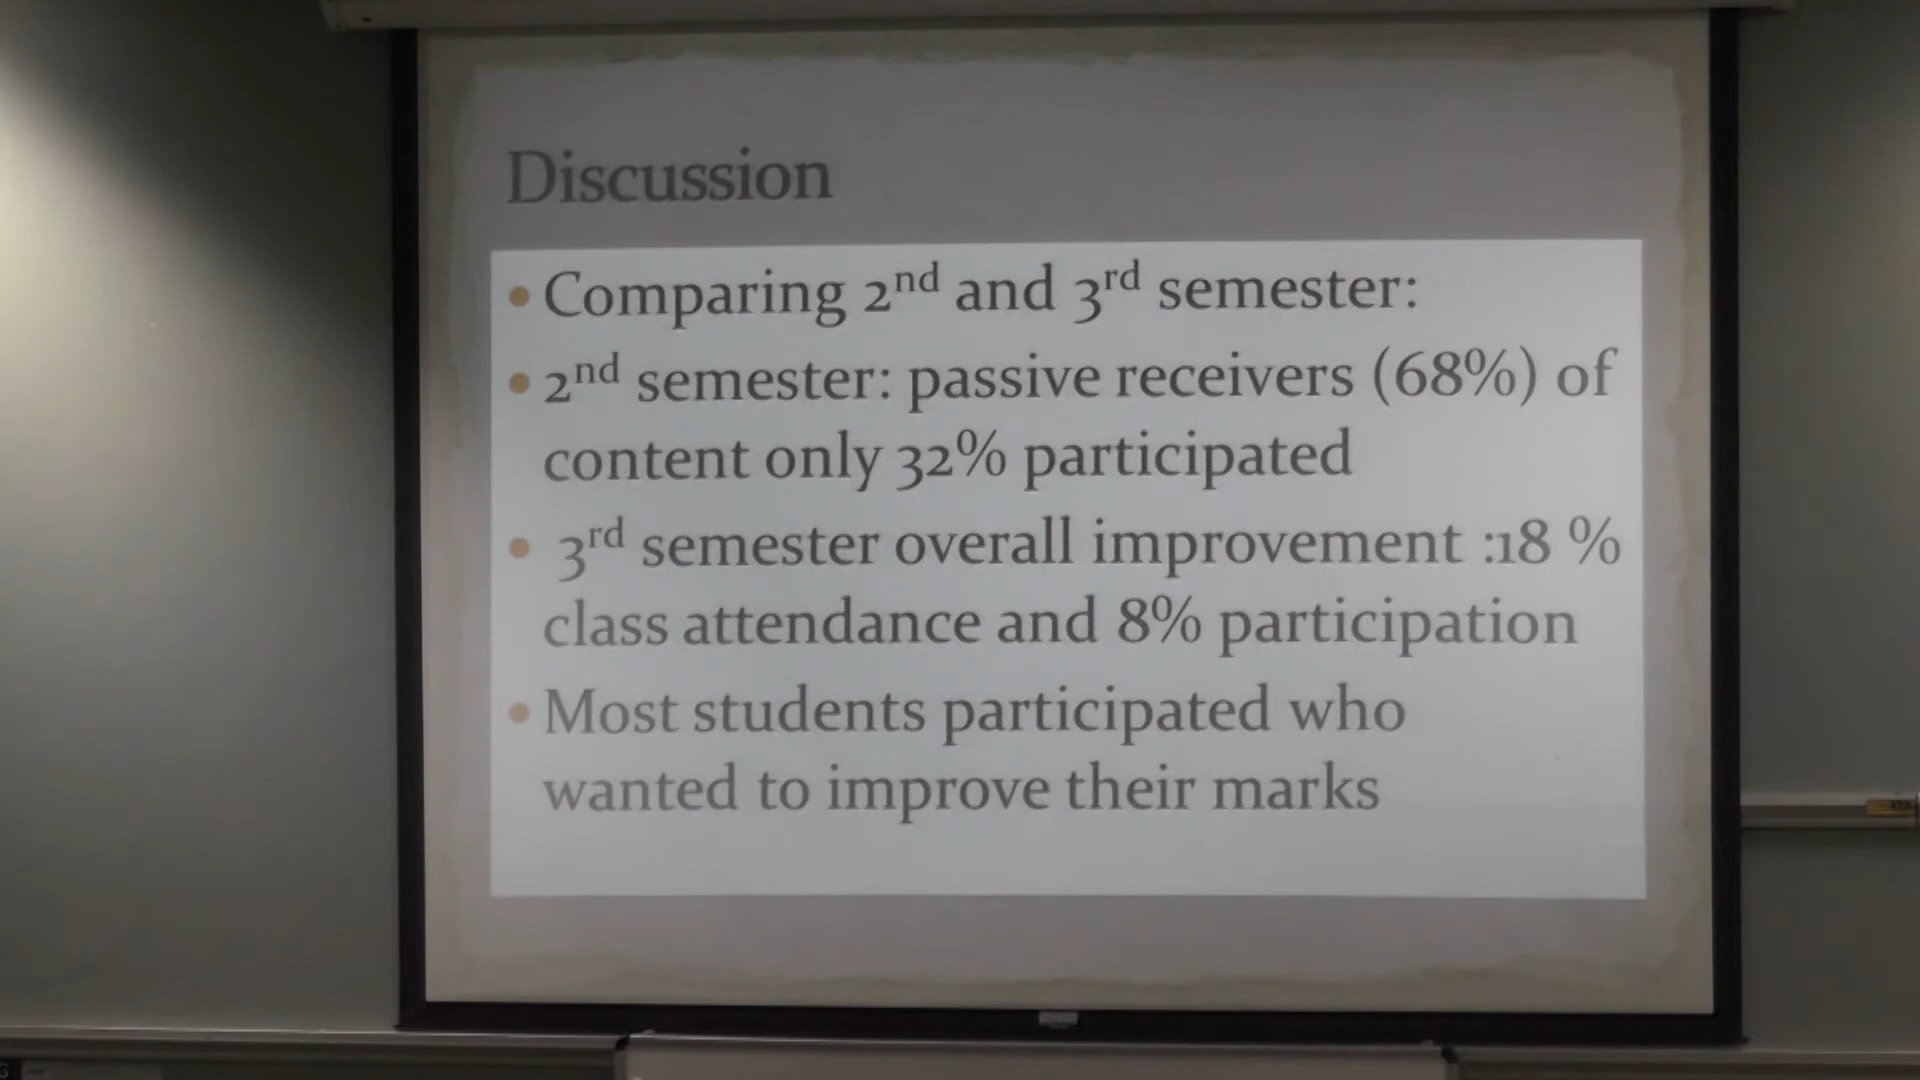 Discussion
• Comparing 2nd and 3rd semester:
• 2nd semester: passive receivers (68%) of
content only 32% participated
• 3rd semester overall improvement :18 %
class attendance and 8% participation
• Most students participated who
wanted to improve their marks